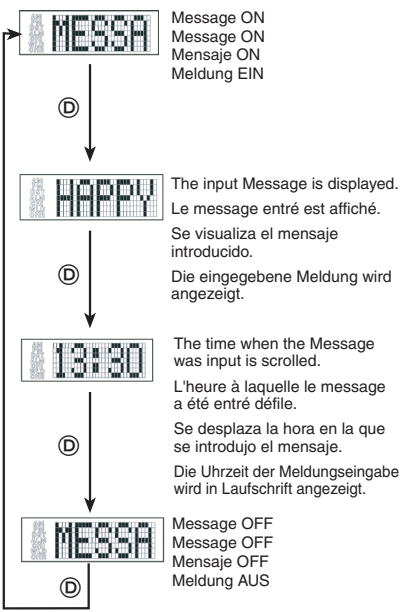 MESSA
Message ON
Message ON
Mensaje ON
Meldung EIN
D
HAPPY
The input Message is displayed.
Le message entré est affiché.
Se visualiza el mensaje
introducido.
Die eingegebene Meldung wird
angezeigt.
D
13:30
The time when the Message
was input is scrolled.
L'heure à laquelle le message
a été entré défile.
Se desplaza la hora en la que
se introdujo el mensaje.
Die Uhrzeit der Meldungseingabe
wird in Laufschrift angezeigt.
D
MESSA
Message OFF
Message OFF
Mensaje OFF
Meldung AUS
D